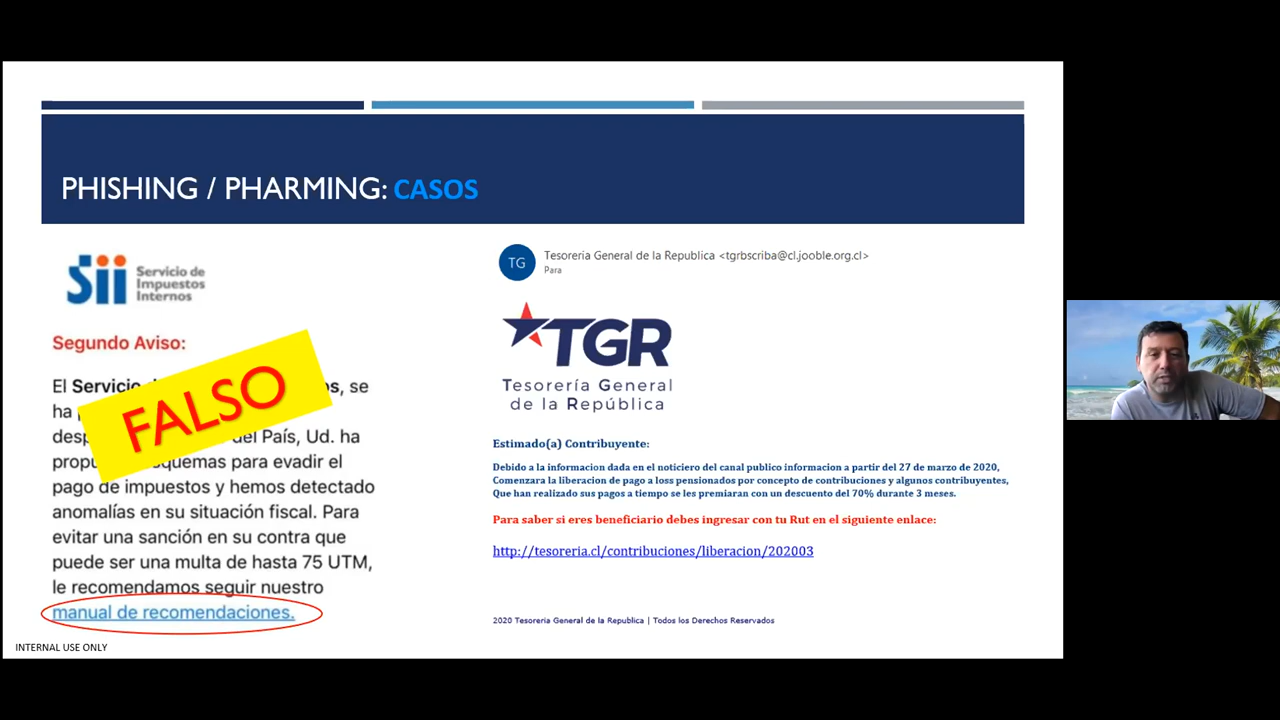 PHISHING / PHARMING: CASOS
Sii Servicio de
Impuestos
Internos
Segundo Aviso:
El Servicio os, se
ha
del País, Ud. ha
esquemas para evadir el
pago de impuestos y hemos detectado
anomalías en su situación fiscal. Para
evitar una sanción en su contra que
puede ser una multa de hasta 75 UTM,
le recomendamos seguir nuestro
manual de recomendaciones.
FALSO
TG
Tesoreria General de la Republica <tgrbscriba@cl.jooble.org.cl>
Para
TGR
Tesorería General
de la República
Estimado(a) Contribuyente:
Debido a la informacion dada en el noticiero del canal publico informacion a partir del 27 de marzo de 2020,
Comenzara la liberacion de pago a loss pensionados por concepto de contribuciones y algunos contribuyentes,
Que han realizado sus pagos a tiempo se les premiaran con un descuento del 70% durante 3 meses.
Para saber si eres beneficiario debes ingresar con tu Rut en el siguiente enlace:
http://tesoreria.cl/contribuciones/liberacion/202003
2020 Tesoreria General de la Republica | Todos los Derechos Reservados
INTERNAL USE ONLY